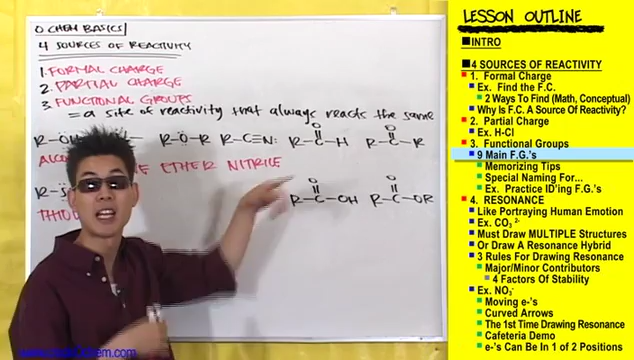 O CHEM BASICS
4 SOURCES OF REACTIVITY
1. FORMAL CHARGE
2. PARTIAL CHARGE
3. FUNCTIONAL GROUPS
= a site of reactivity that always reacts the same
R-Ö-R R-C≡N: R-C-H R-C-R
ETHER NITRILE
R-C-OH R-C-OR
LESSON OUTLINE
INTRO
4 SOURCES OF REACTIVITY
1. Formal Charge
Ex. Find the F.C.
2 Ways To Find (Math, Conceptual)
Why Is F.C. A Source Of Reactivity?
2. Partial Charge
Ex. H-Cl
3. Functional Groups
9 Main F.G.'s
Memorizing Tips
Special Naming For...
Ex. Practice ID'ing F.G.'s
4. RESONANCE
Like Portraying Human Emotion
Ex. CO₃ ²⁻
Must Draw MULTIPLE Structures
Or Draw A Resonance Hybrid
3 Rules For Drawing Resonance
Major/Minor Contributors
4 Factors Of Stability
Ex. NO₃⁻
Moving e-'s
Curved Arrows
The 1st Time Drawing Resonance
Cafeteria Demo
e-'s Can Be In 1 of 2 Positions